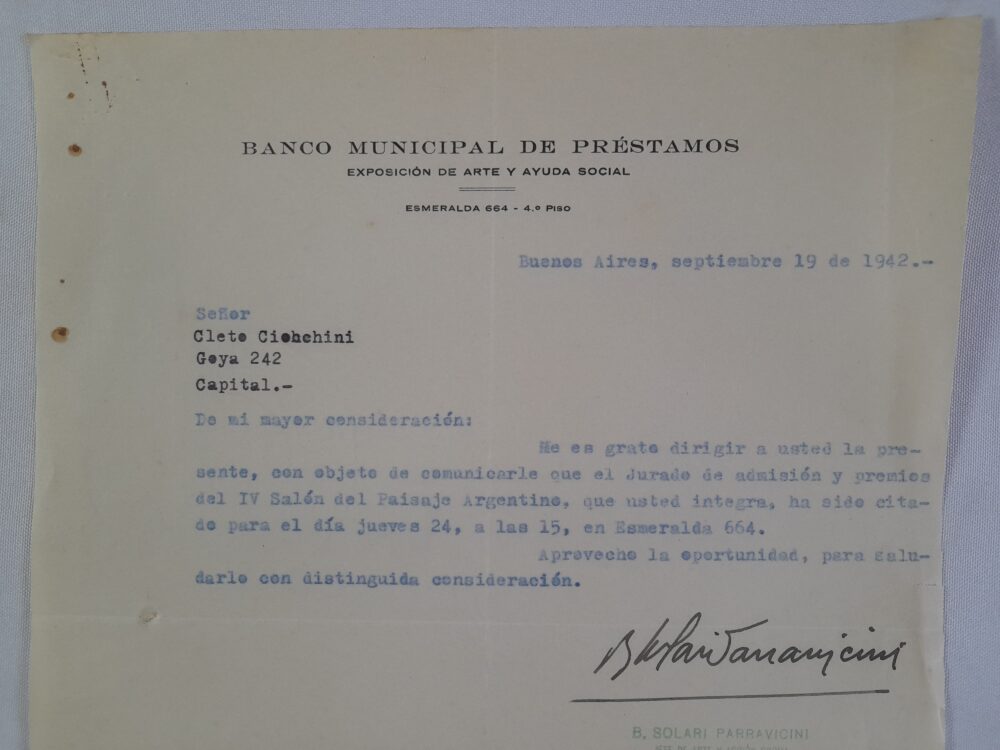 BANCO MUNICIPAL DE PRÉSTAMOS
EXPOSICIÓN DE ARTE Y AYUDA SOCIAL
ESMERALDA 664 - 4.º PISO
Buenos Aires, septiembre 19 de 1942.-
Señor
Cleto Ciohchini
Goya 242
Capital.-
De mi mayor consideración:
Me es grato dirigir a usted la pre-
sente, con objeto de comunicarle que el Jurado de admisión y premios
del IV Salón del Paisaje Argentino, que usted integra, ha sido cita-
do para el día jueves 24, a las 15, en Esmeralda 664.
Aprovecho la oportunidad, para salu-
darlo con distinguida consideración.
B Solari Parravicini
B. SOLARI PARRAVICINI